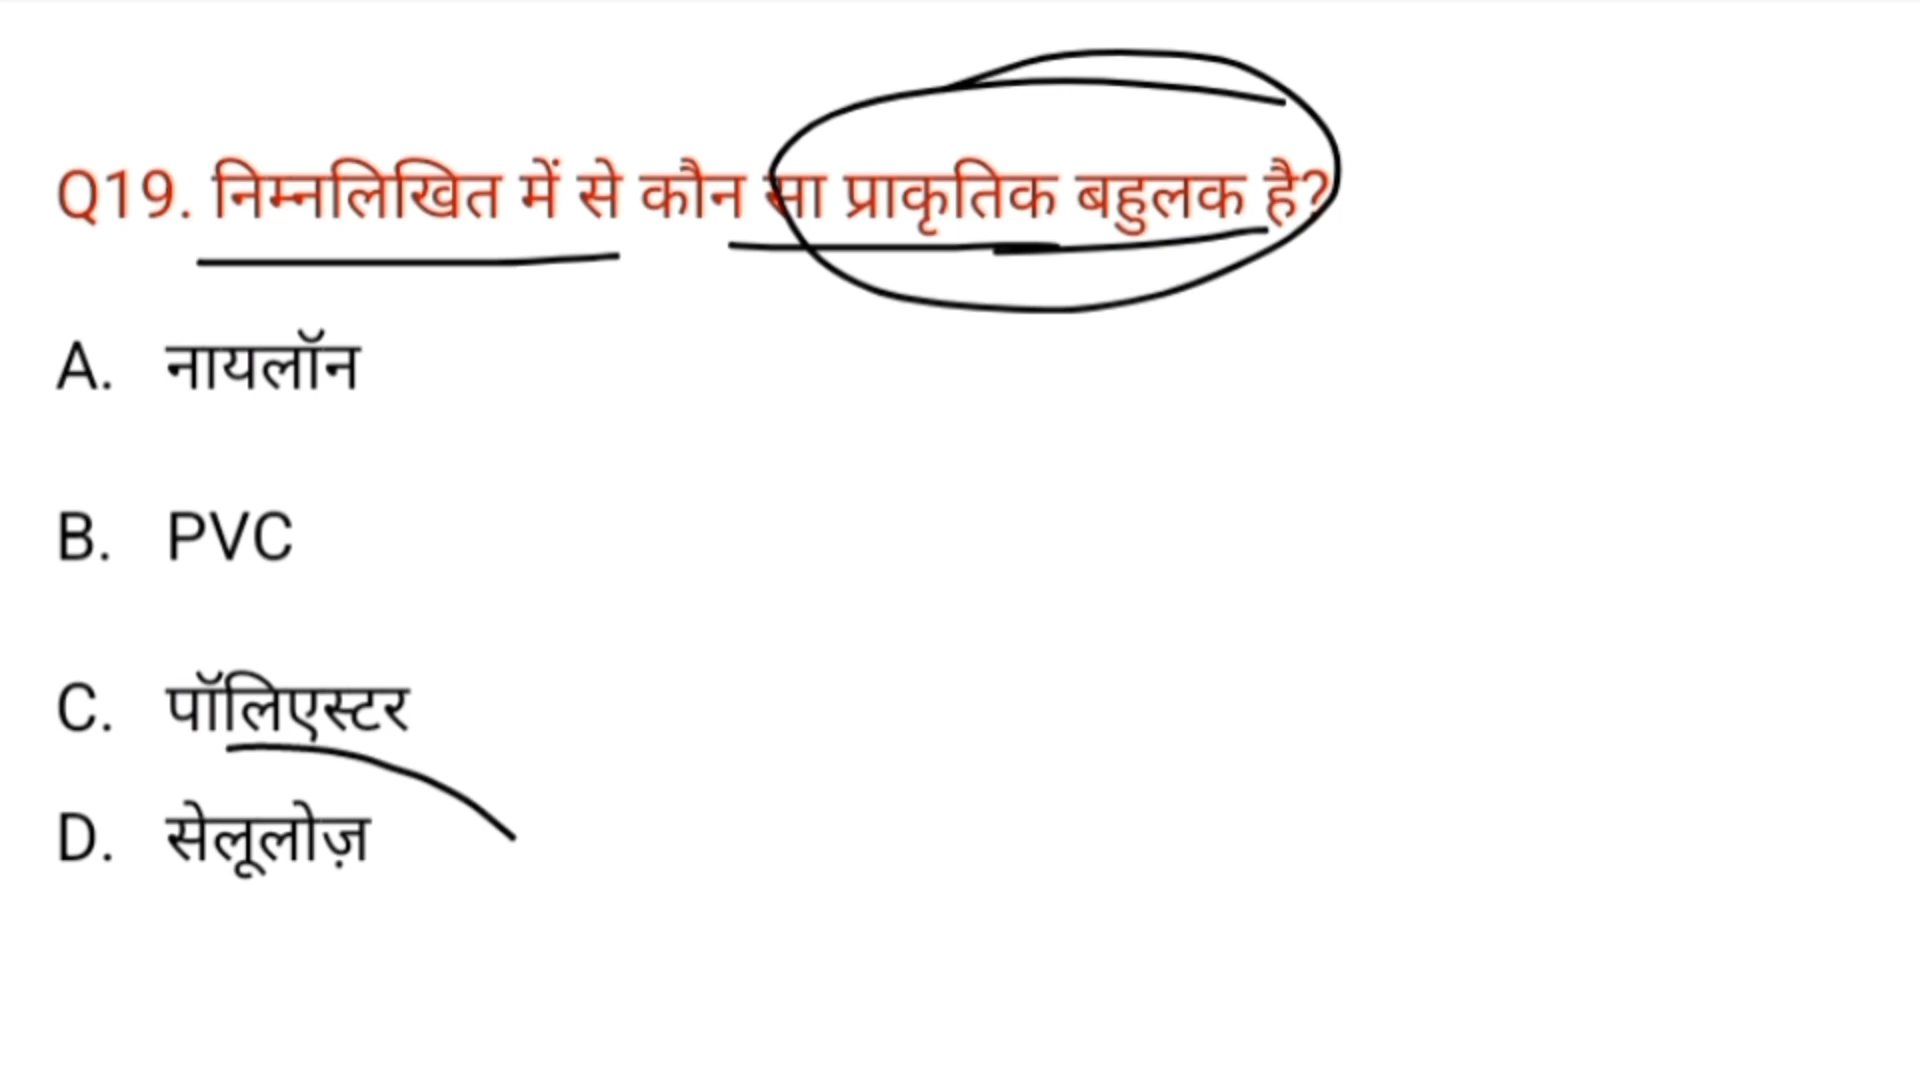 Q19. निम्नलिखित में से कौन सा प्राकृतिक बहुलक है?
A. नायलॉन
B. PVC
C. पॉलिएस्टर
D. सेलूलोज़